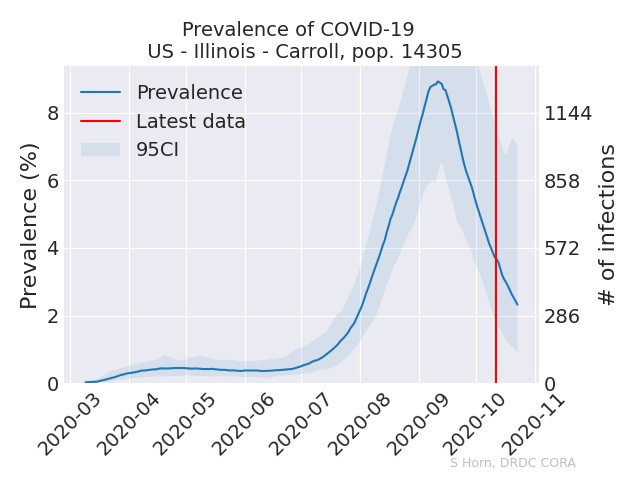 Prevalence of COVID-19
US - Illinois - Carroll, pop. 14305
Prevalence
Latest data
95CI
Prevalence (%)
8
6
4
2
0
1144
858
572
286
0
# of infections
2020-03
2020-04
2020-05
2020-06
2020-07
2020-08
2020-09
2020-10
2020-11
S Horn, DRDC CORA